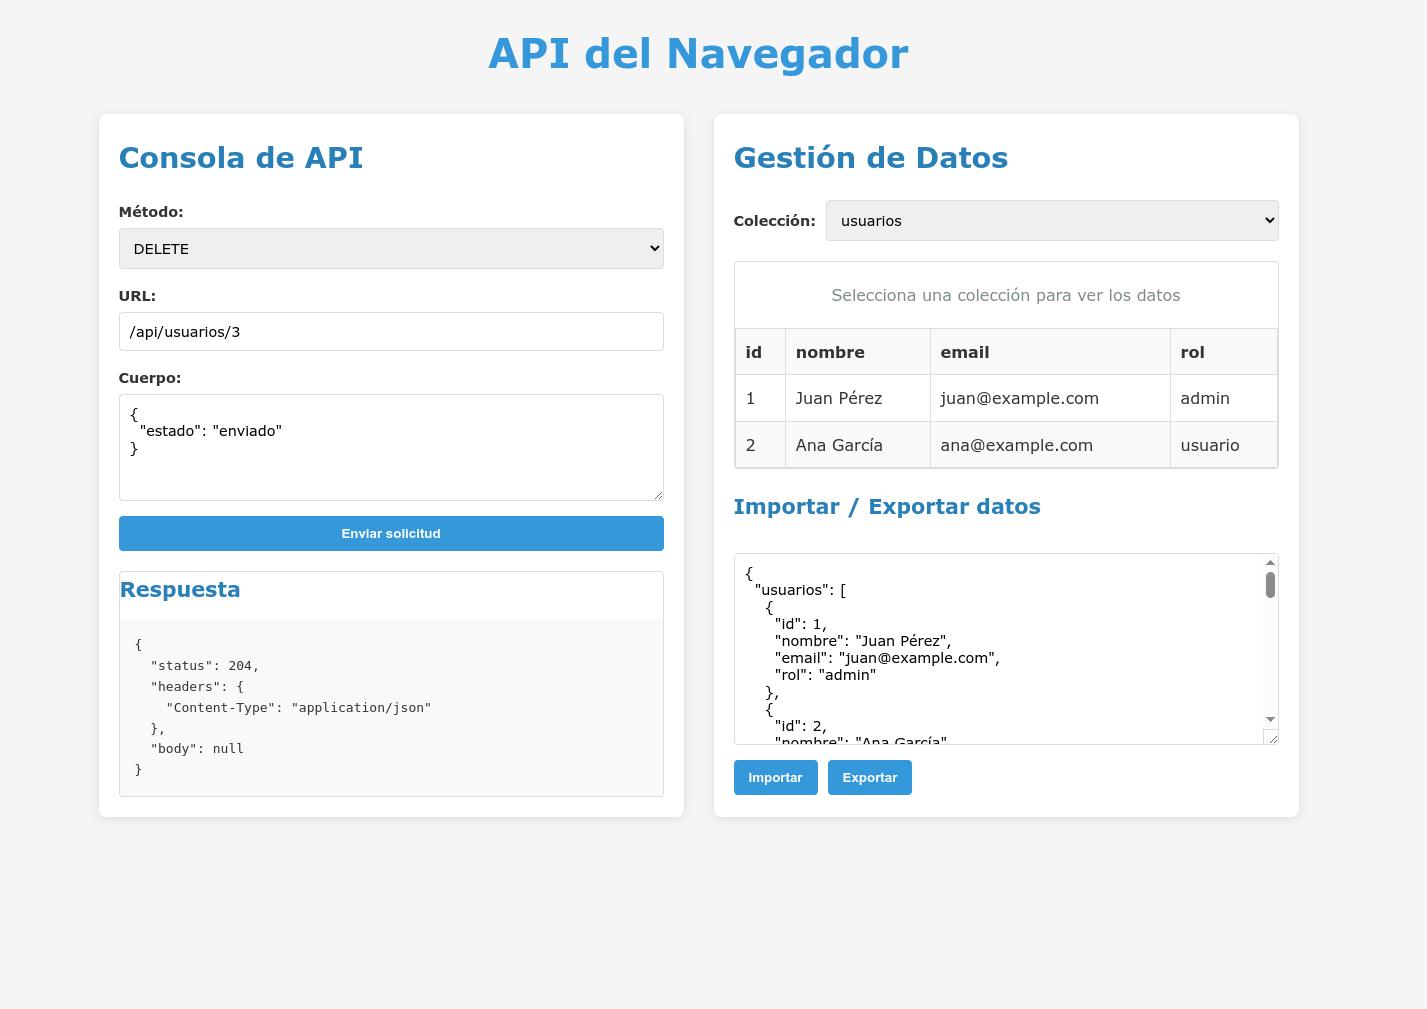 API del Navegador
Consola de API
Método:
DELETE
URL:
/api/usuarios/3
Cuerpo:
{
  "estado": "enviado"
}
Enviar solicitud
Respuesta
{
  "status": 204,
  "headers": {
    "Content-Type": "application/json"
  },
  "body": null
}
Gestión de Datos
Colección: usuarios
Selecciona una colección para ver los datos
id nombre email rol
1 Juan Pérez juan@example.com admin
2 Ana García ana@example.com usuario
Importar / Exportar datos
{
  "usuarios": [
    {
      "id": 1,
      "nombre": "Juan Pérez",
      "email": "juan@example.com",
      "rol": "admin"
    },
    {
      "id": 2,
      "nombre": "Ana García"
Importar Exportar